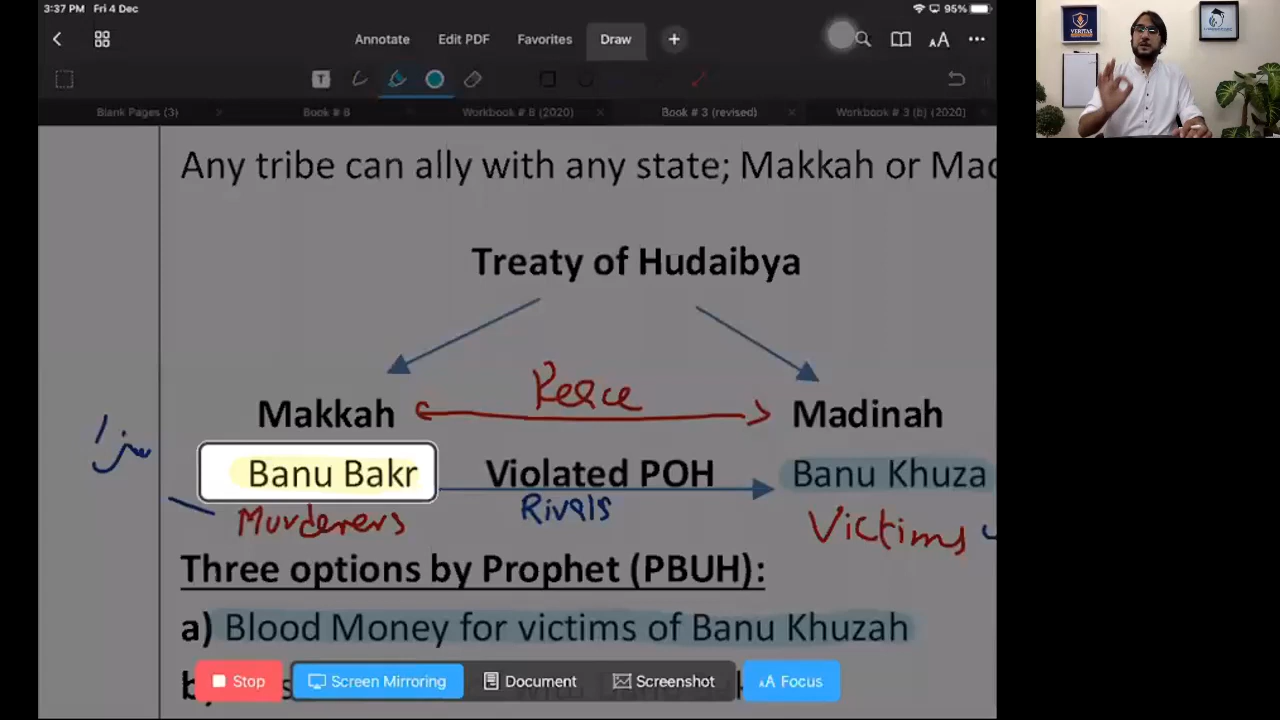 3:37 PM Fri 4 Dec 95%
Annotate Edit PDF Favorites Draw + AA
T
Blank Pages (3) Book # 8 Workbook # 8 (2020) × Book # 3 (revised) × Workbook # 3 (b) (2020) ×
VERITAS
Any tribe can ally with any state; Makkah or Mad
Treaty of Hudaibya
Peace
Makkah Madinah
Banu Bakr Violated POH Banu Khuza
Murderers Rivals Victims
Three options by Prophet (PBUH):
a) Blood Money for victims of Banu Khuzah
Stop Screen Mirroring Document Screenshot AA Focus